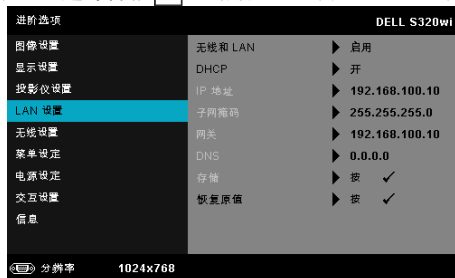 进阶选项 DELL S320wi
图像设置 无线和 LAN 启用
显示设置 DHCP 开
投影仪设置 IP 地址 192.168.100.10
LAN 设置 子网掩码 255.255.255.0
无线设置 网关 192.168.100.10
菜单设定 DNS 0.0.0.0
电源设定 存储 按 ✓
交互设置 恢复原值 按 ✓
信息
分辨率 1024x768